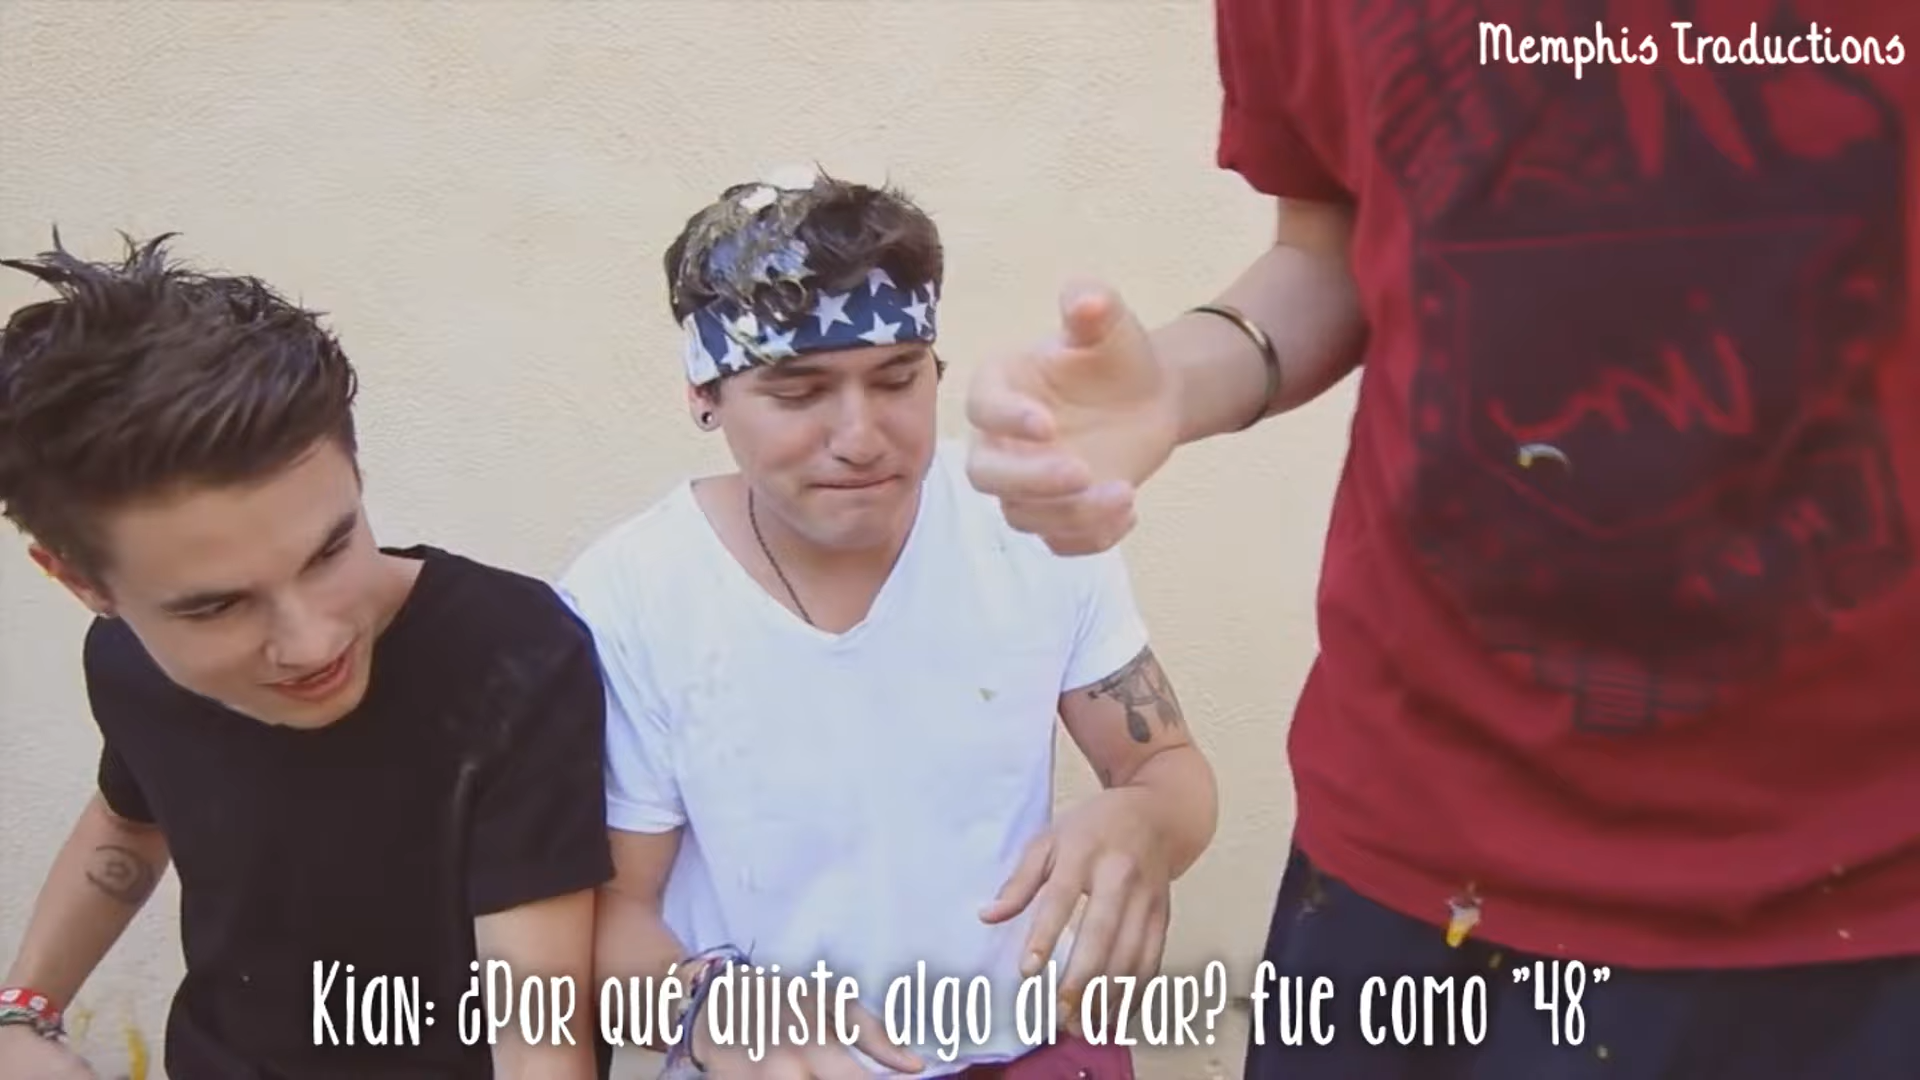 Memphis Traductions
Kian: ¿Por qué dijiste algo al azar? fue como "48"